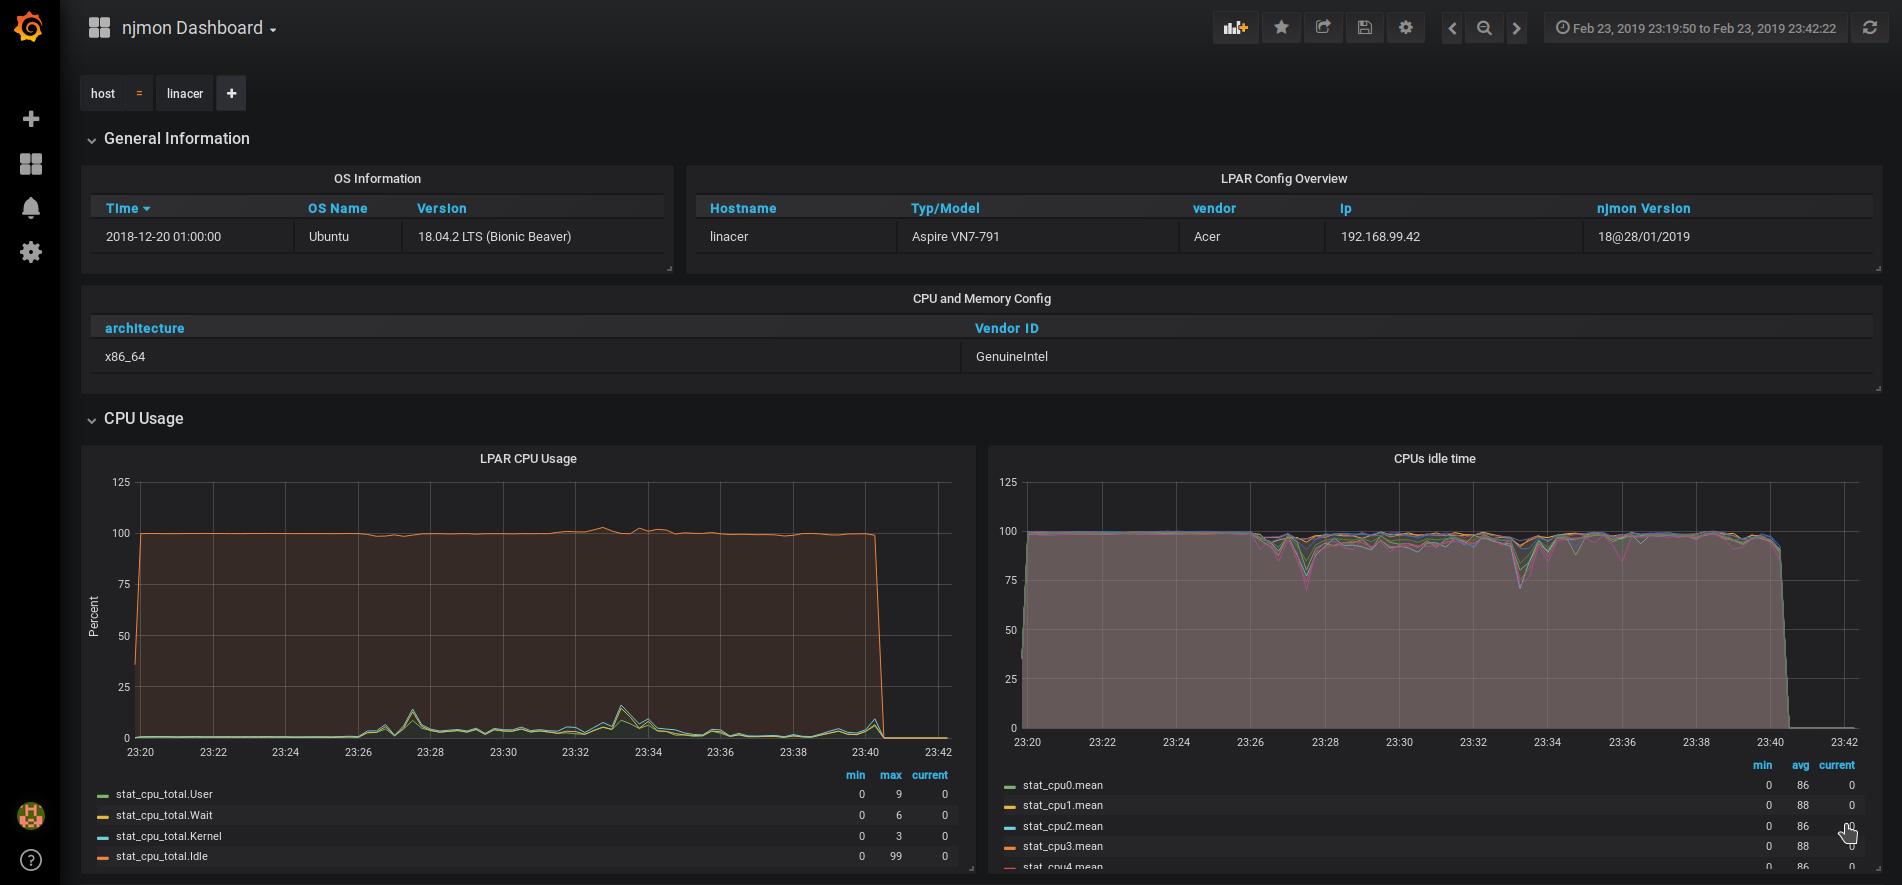 njmon Dashboard
Feb 23, 2019 23:19:50 to Feb 23, 2019 23:42:22
host = linacer
General Information
OS Information
Time OS Name Version
2018-12-20 01:00:00 Ubuntu 18.04.2 LTS (Bionic Beaver)
LPAR Config Overview
Hostname Typ/Model vendor Ip njmon Version
linacer Aspire VN7-791 Acer 192.168.99.42 18@28/01/2019
CPU and Memory Config
architecture Vendor ID
x86_64 GenuineIntel
CPU Usage
LPAR CPU Usage
Percent
125
100
75
50
25
0
23:20 23:22 23:24 23:26 23:28 23:30 23:32 23:34 23:36 23:38 23:40 23:42
min max current
stat_cpu_total.User 0 9 0
stat_cpu_total.Wait 0 6 0
stat_cpu_total.Kernel 0 3 0
stat_cpu_total.Idle 0 99 0
CPUs idle time
125
100
75
50
25
0
23:20 23:22 23:24 23:26 23:28 23:30 23:32 23:34 23:36 23:38 23:40 23:42
min avg current
stat_cpu0.mean 0 86 0
stat_cpu1.mean 0 88 0
stat_cpu2.mean 0 86 0
stat_cpu3.mean 0 88 0
stat_cpu4.mean 0 86 0